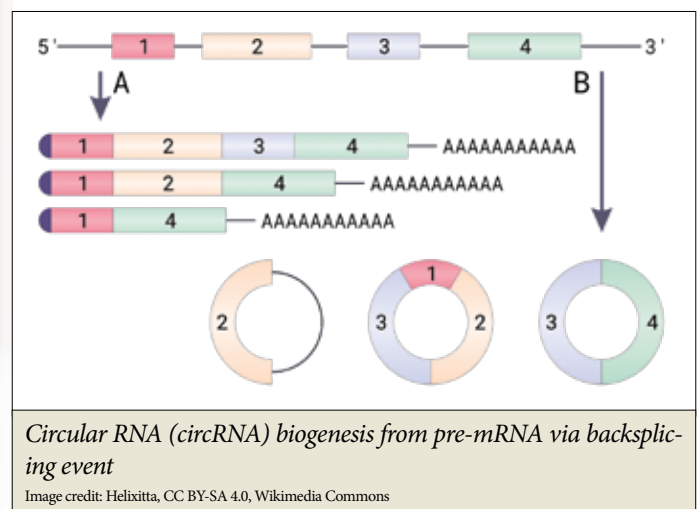 5' 1 2 3 4 3'
A B
1 2 3 4 AAAAAAAAAAA
1 2 4 AAAAAAAAAAA
1 4 AAAAAAAAAAA
2 3 1 2 3 4
Circular RNA (circRNA) biogenesis from pre-mRNA via backsplic-
ing event
Image credit: Helixitta, CC BY-SA 4.0, Wikimedia Commons